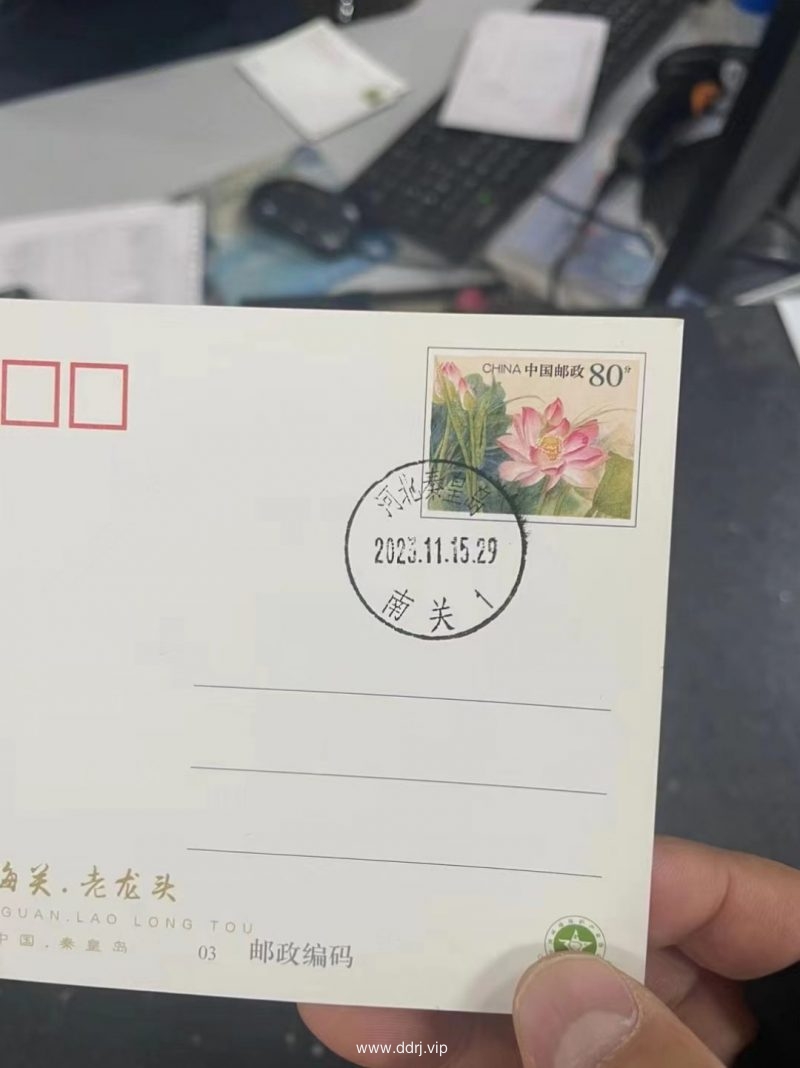 CHINA 中国邮政 80分
河北秦皇岛
2023.11.15.29
南关 1
海关.老龙头
GUAN.LAO LONG TOU
中国.秦皇岛
03 邮政编码
www.ddrj.vip